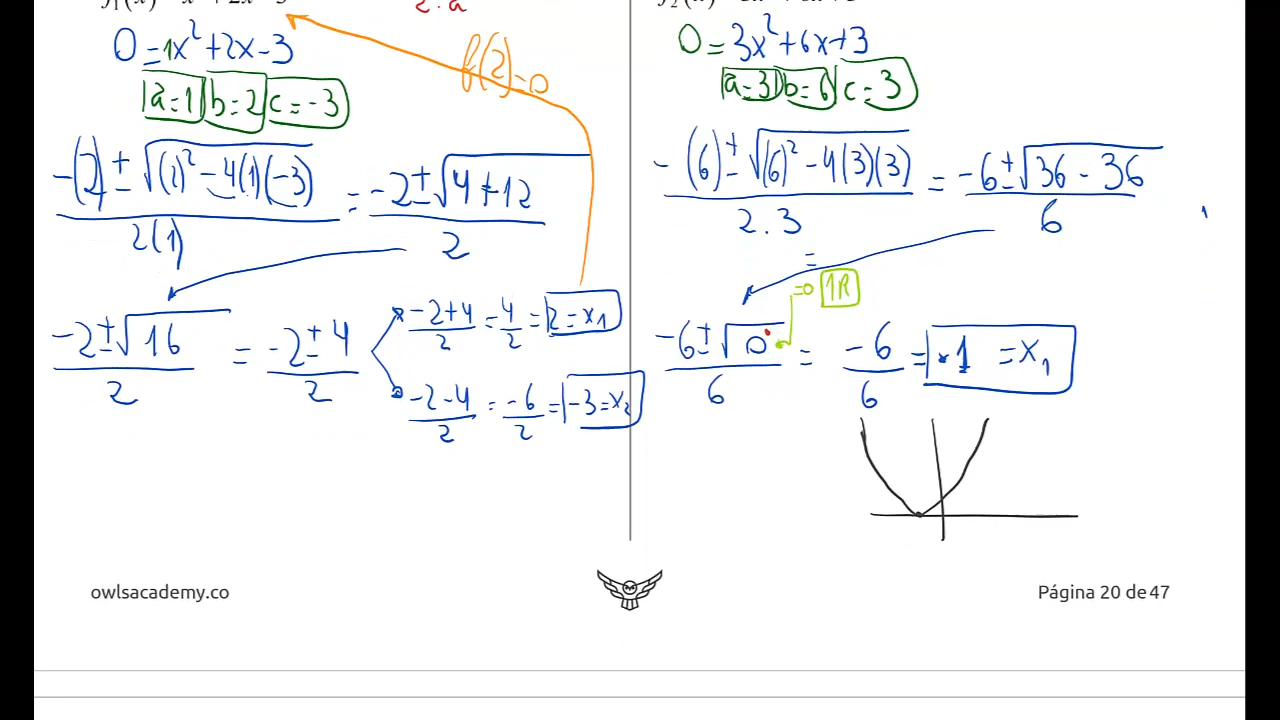 2.a
0=1x²+2x-3
f(2)=0
a=1 b=2 c=-3
-(2)±√(2)²-4(1)(-3) / 2(1) = -2±√4+12 / 2
-2±√16 / 2 = -2±4 / 2
-2+4 / 2 = 4/2 = 2=x₁
-2-4 / 2 = -6/2 = -3=x₂
0=3x²+6x+3
a=3 b=6 c=3
-(6)±√(6)²-4(3)(3) / 2.3 = -6±√36-36 / 6
=
=0 1R
-6±√0 / 6 = -6/6 = -1 =x₁
owlsacademy.co
Página 20 de 47